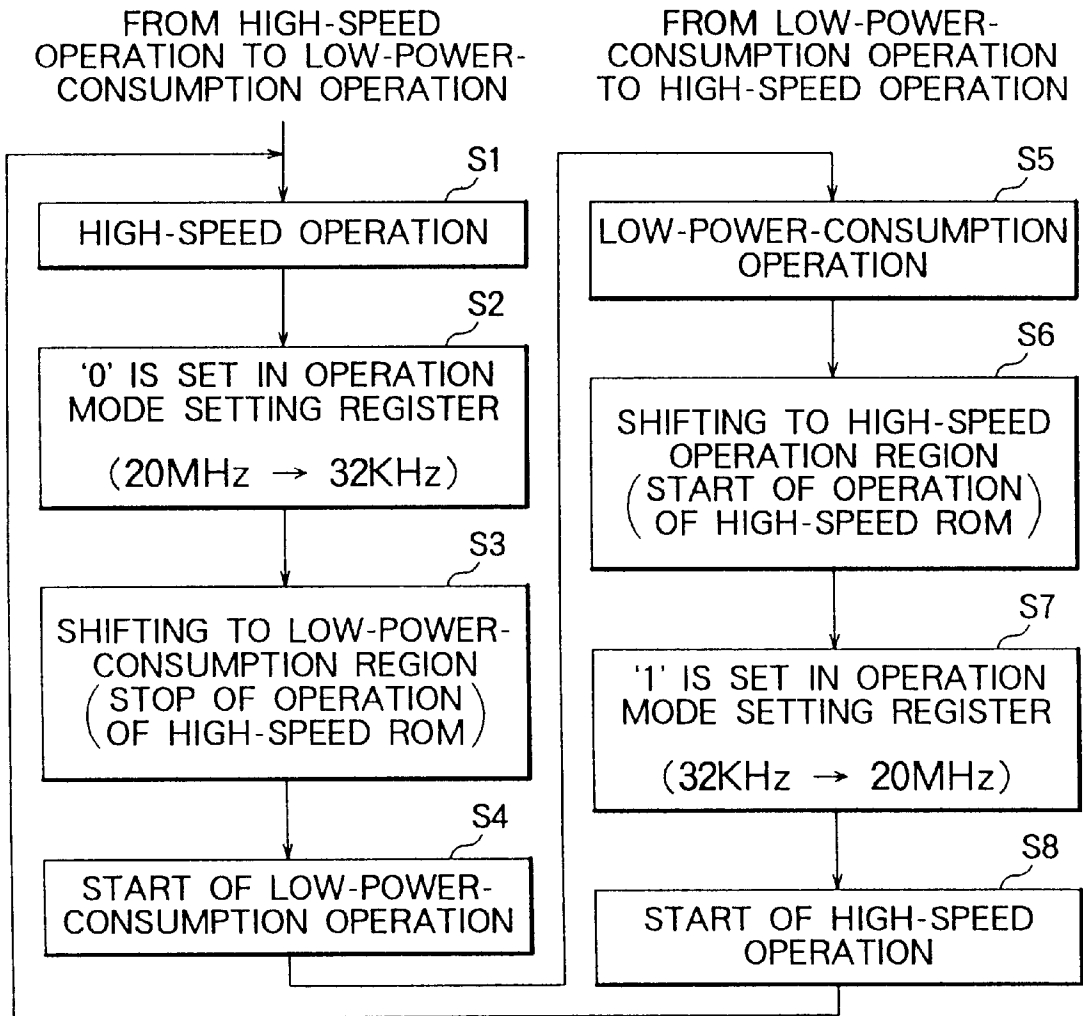 FROM HIGH-SPEED
OPERATION TO LOW-POWER-
CONSUMPTION OPERATION
S1
HIGH-SPEED OPERATION
S2
'0' IS SET IN OPERATION
MODE SETTING REGISTER
(20MHz → 32KHz)
S3
SHIFTING TO LOW-POWER-
CONSUMPTION REGION
(STOP OF OPERATION
OF HIGH-SPEED ROM)
S4
START OF LOW-POWER-
CONSUMPTION OPERATION
FROM LOW-POWER-
CONSUMPTION OPERATION
TO HIGH-SPEED OPERATION
S5
LOW-POWER-CONSUMPTION
OPERATION
S6
SHIFTING TO HIGH-SPEED
OPERATION REGION
(START OF OPERATION
OF HIGH-SPEED ROM)
S7
'1' IS SET IN OPERATION
MODE SETTING REGISTER
(32KHz → 20MHz)
S8
START OF HIGH-SPEED
OPERATION